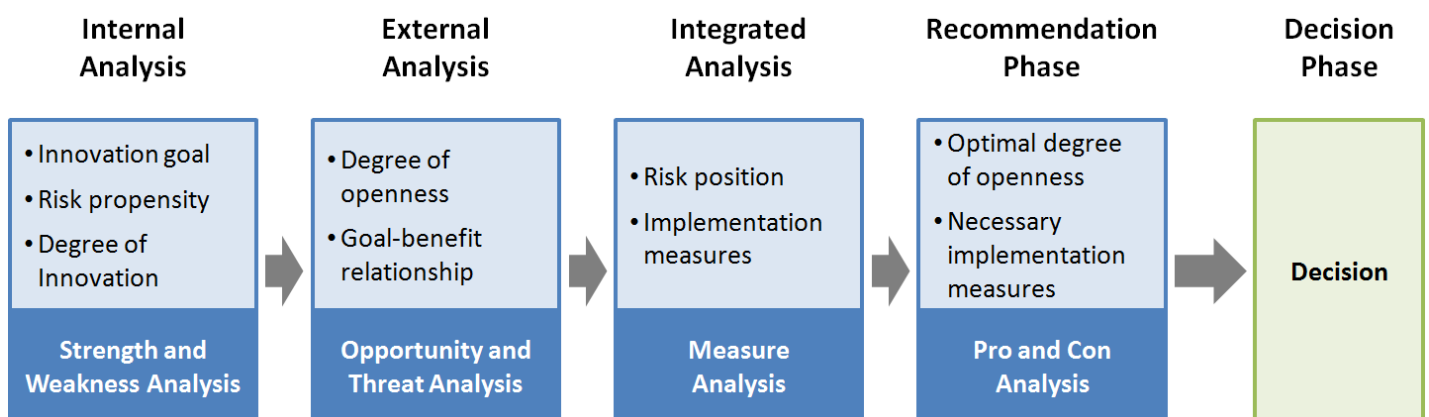 Internal
Analysis
External
Analysis
Integrated
Analysis
Recommendation
Phase
Decision
Phase
• Innovation goal
• Risk propensity
• Degree of
Innovation
Strength and
Weakness Analysis
• Degree of
openness
• Goal-benefit
relationship
Opportunity and
Threat Analysis
• Risk position
• Implementation
measures
Measure
Analysis
• Optimal degree
of openness
• Necessary
implementation
measures
Pro and Con
Analysis
Decision